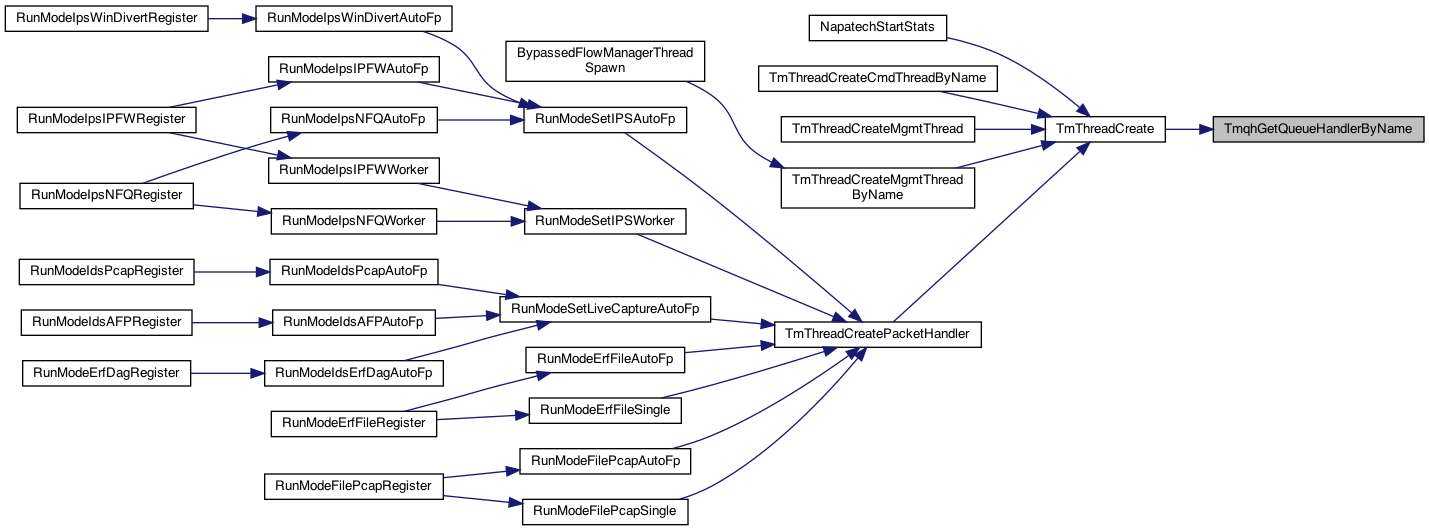 RunModeIpsWinDivertRegister
RunModeIpsWinDivertAutoFp
NapatechStartStats
BypassedFlowManagerThread
Spawn
RunModeIpsIPFWAutoFp
TmThreadCreateCmdThreadByName
RunModeIpsIPFWRegister
RunModeIpsNFQAutoFp
RunModeSetIPSAutoFp
TmThreadCreateMgmtThread
TmThreadCreate
TmqhGetQueueHandlerByName
RunModeIpsIPFWWorker
TmThreadCreateMgmtThread
ByName
RunModeIpsNFQRegister
RunModeIpsNFQWorker
RunModeSetIPSWorker
RunModeIdsPcapRegister
RunModeIdsPcapAutoFp
RunModeSetLiveCaptureAutoFp
RunModeIdsAFPRegister
RunModeIdsAFPAutoFp
TmThreadCreatePacketHandler
RunModeErfFileAutoFp
RunModeErfDagRegister
RunModeIdsErfDagAutoFp
RunModeErfFileSingle
RunModeErfFileRegister
RunModeFilePcapAutoFp
RunModeFilePcapRegister
RunModeFilePcapSingle